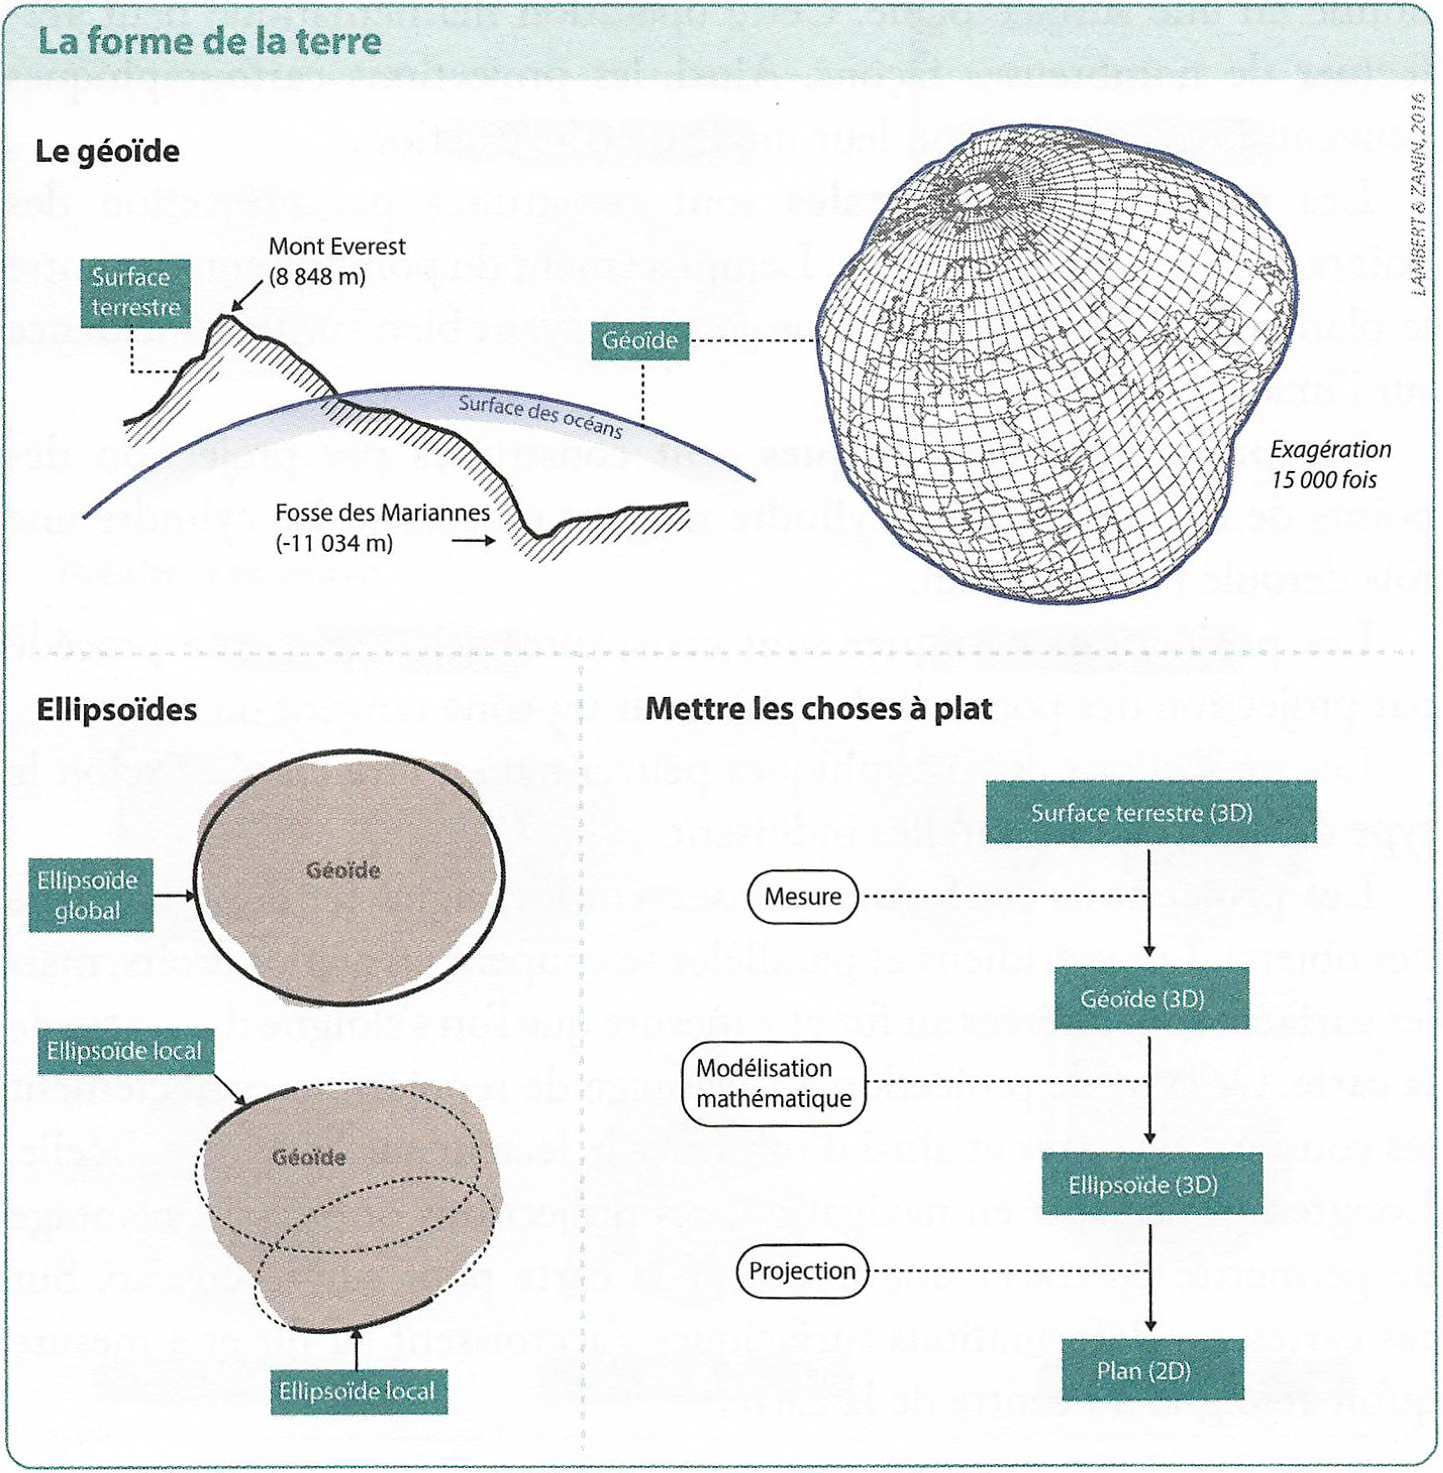 La forme de la terre
LAMBERT & ZANIN, 2016
Le géoïde
Mont Everest
(8 848 m)
Surface
terrestre
Géoïde
Surface des océans
Exagération
15 000 fois
Fosse des Mariannes
(-11 034 m)
Ellipsoïdes
Géoïde
Ellipsoïde
global
Ellipsoïde local
Géoïde
Ellipsoïde local
Mettre les choses à plat
Surface terrestre (3D)
Mesure
Géoïde (3D)
Modélisation
mathématique
Ellipsoïde (3D)
Projection
Plan (2D)